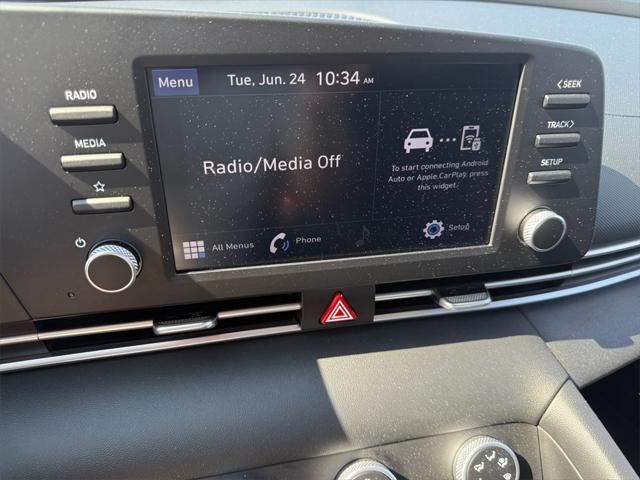 RADIO
MEDIA
Menu
Tue, Jun. 24 10:34 AM
Radio/Media Off
To start connecting Android
Auto or Apple CarPlay, press
this widget.
All Menus
Phone
Setup
< SEEK
TRACK >
SETUP